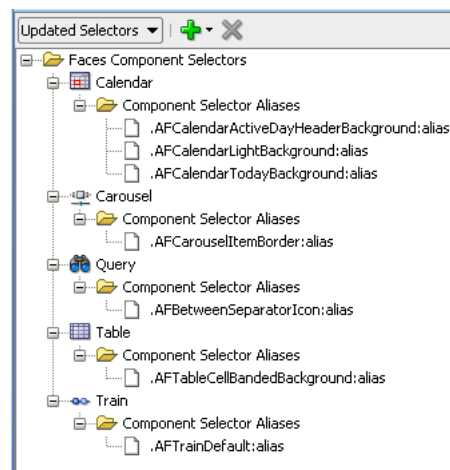 Updated Selectors
Faces Component Selectors
Calendar
Component Selector Aliases
.AFCalendarActiveDayHeaderBackground:alias
.AFCalendarLightBackground:alias
.AFCalendarTodayBackground:alias
Carousel
Component Selector Aliases
.AFCarouselItemBorder:alias
Query
Component Selector Aliases
.AFBetweenSeparatorIcon:alias
Table
Component Selector Aliases
.AFTableCellBandedBackground:alias
Train
Component Selector Aliases
.AFTrainDefault:alias